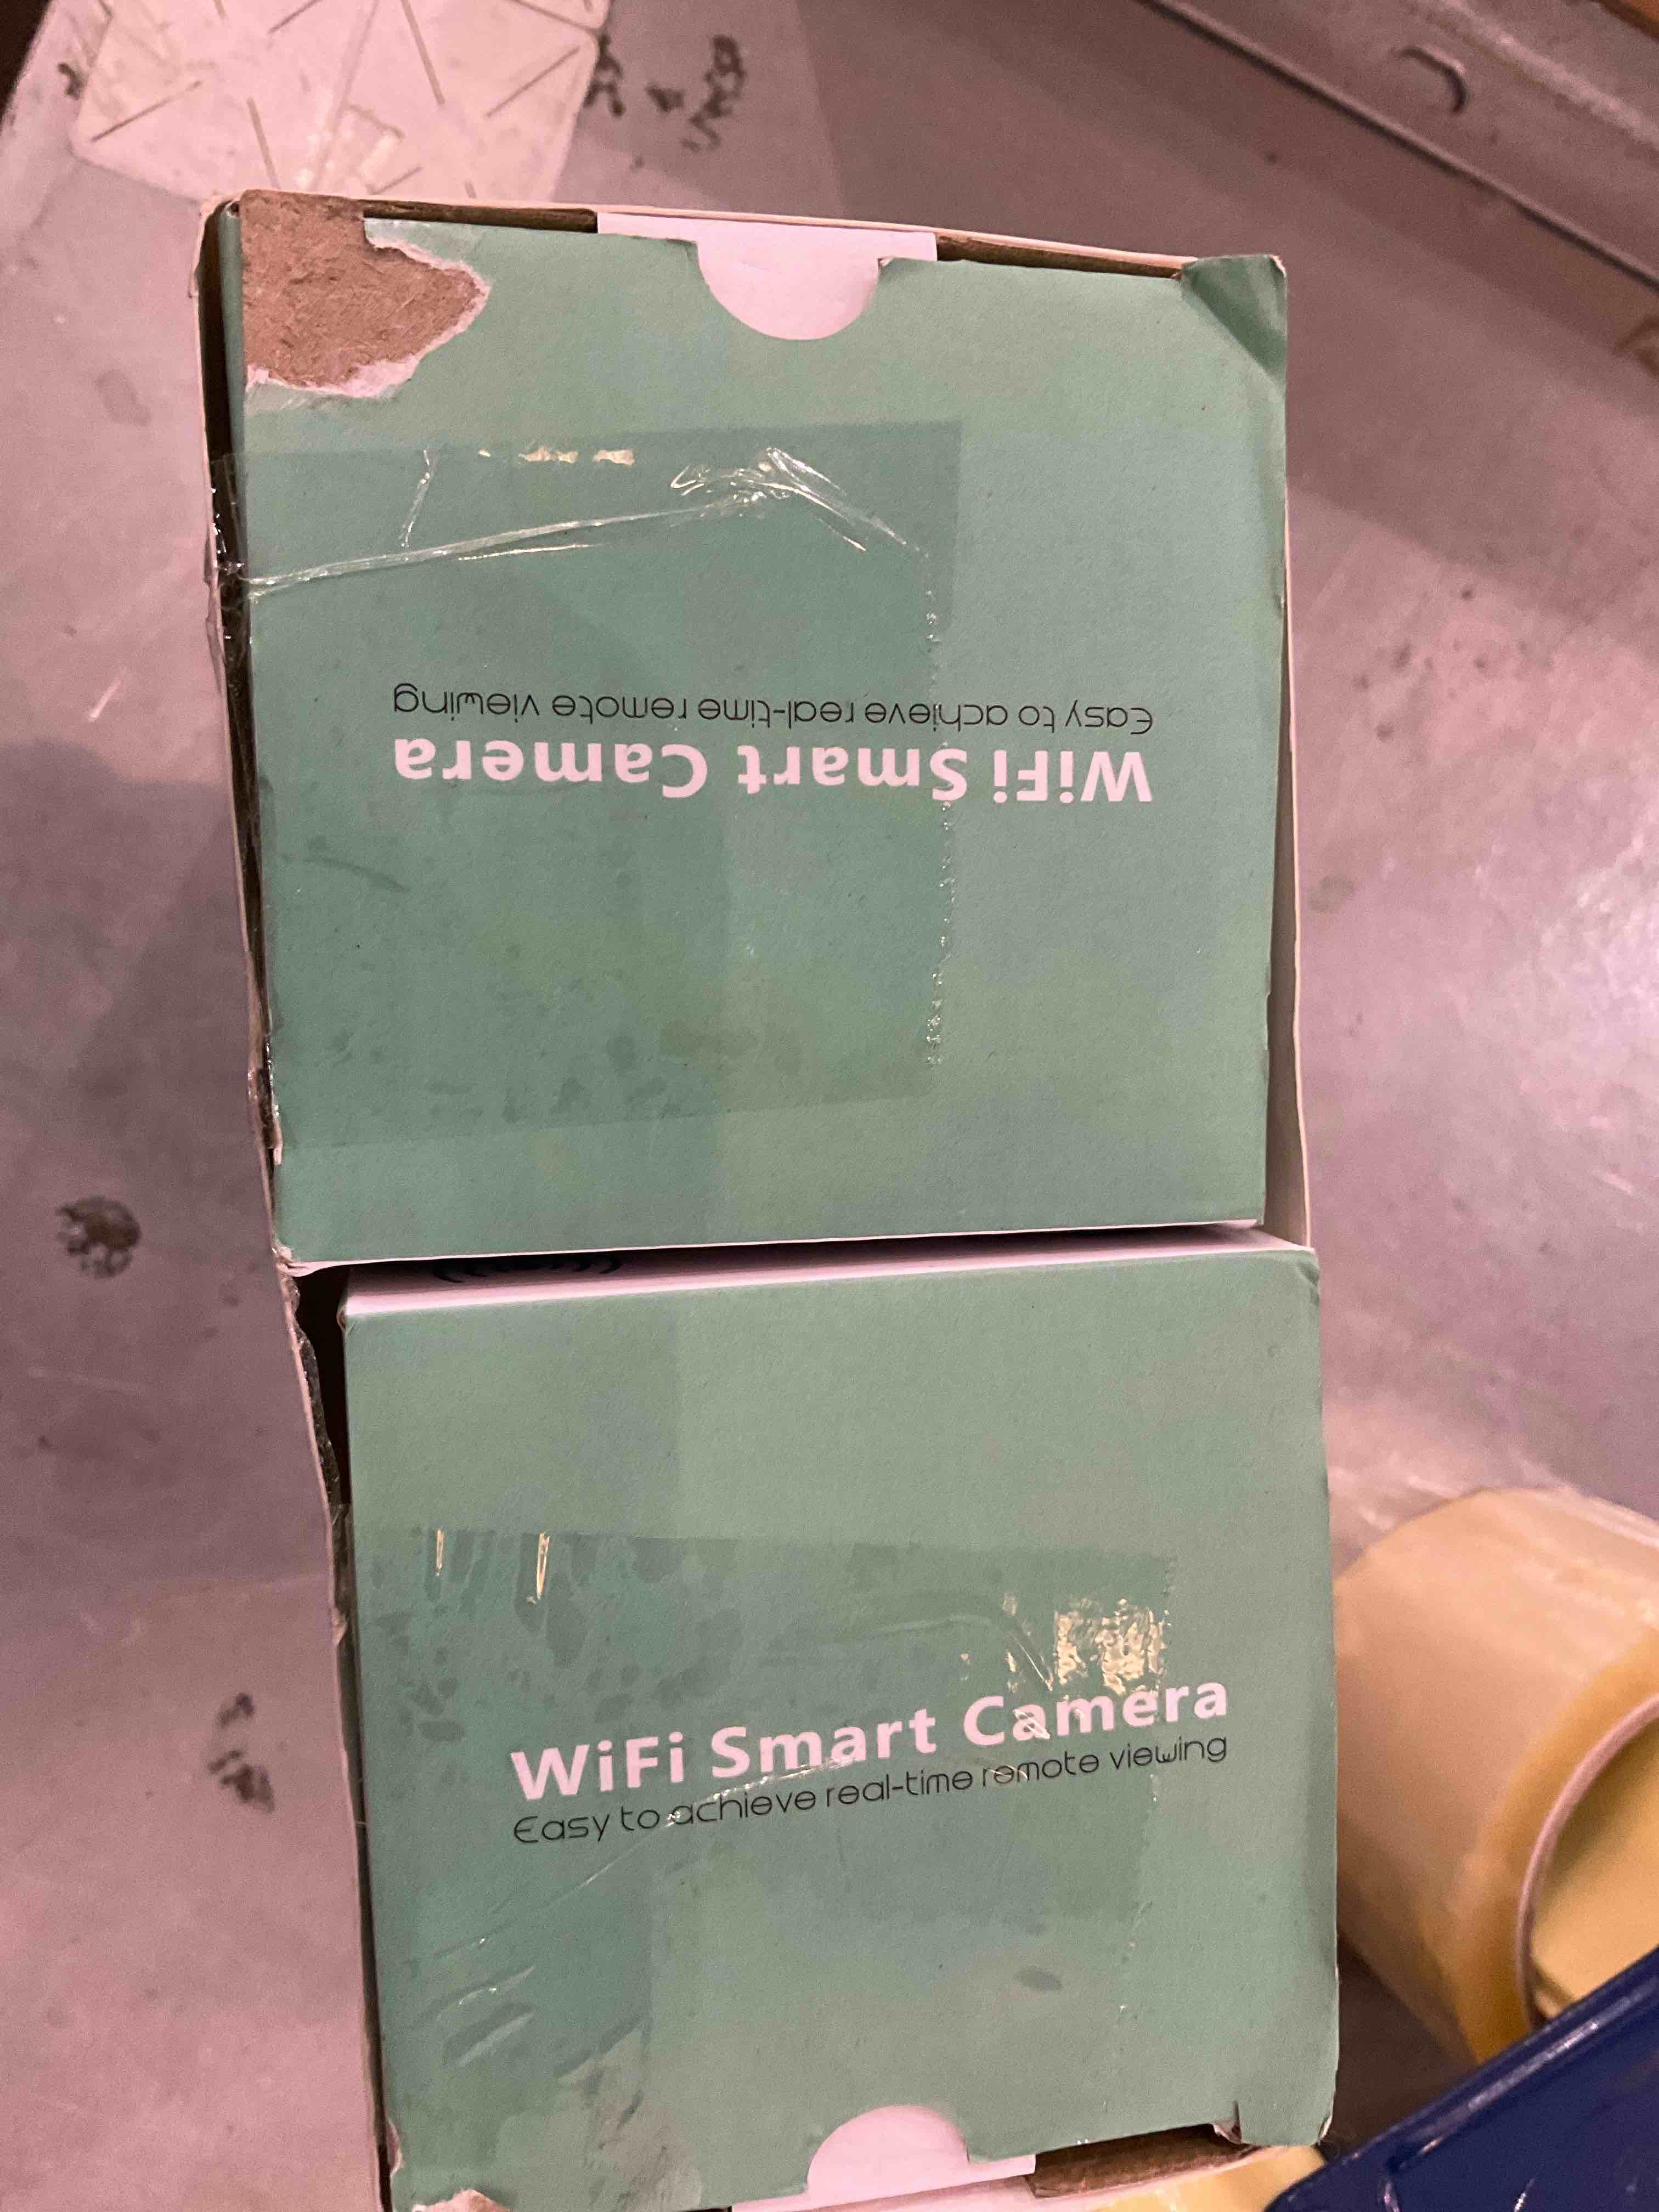 WiFi Smart Camera
Easy to achieve real-time remote viewing
WiFi Smart Camera
Easy to achieve real-time remote viewing